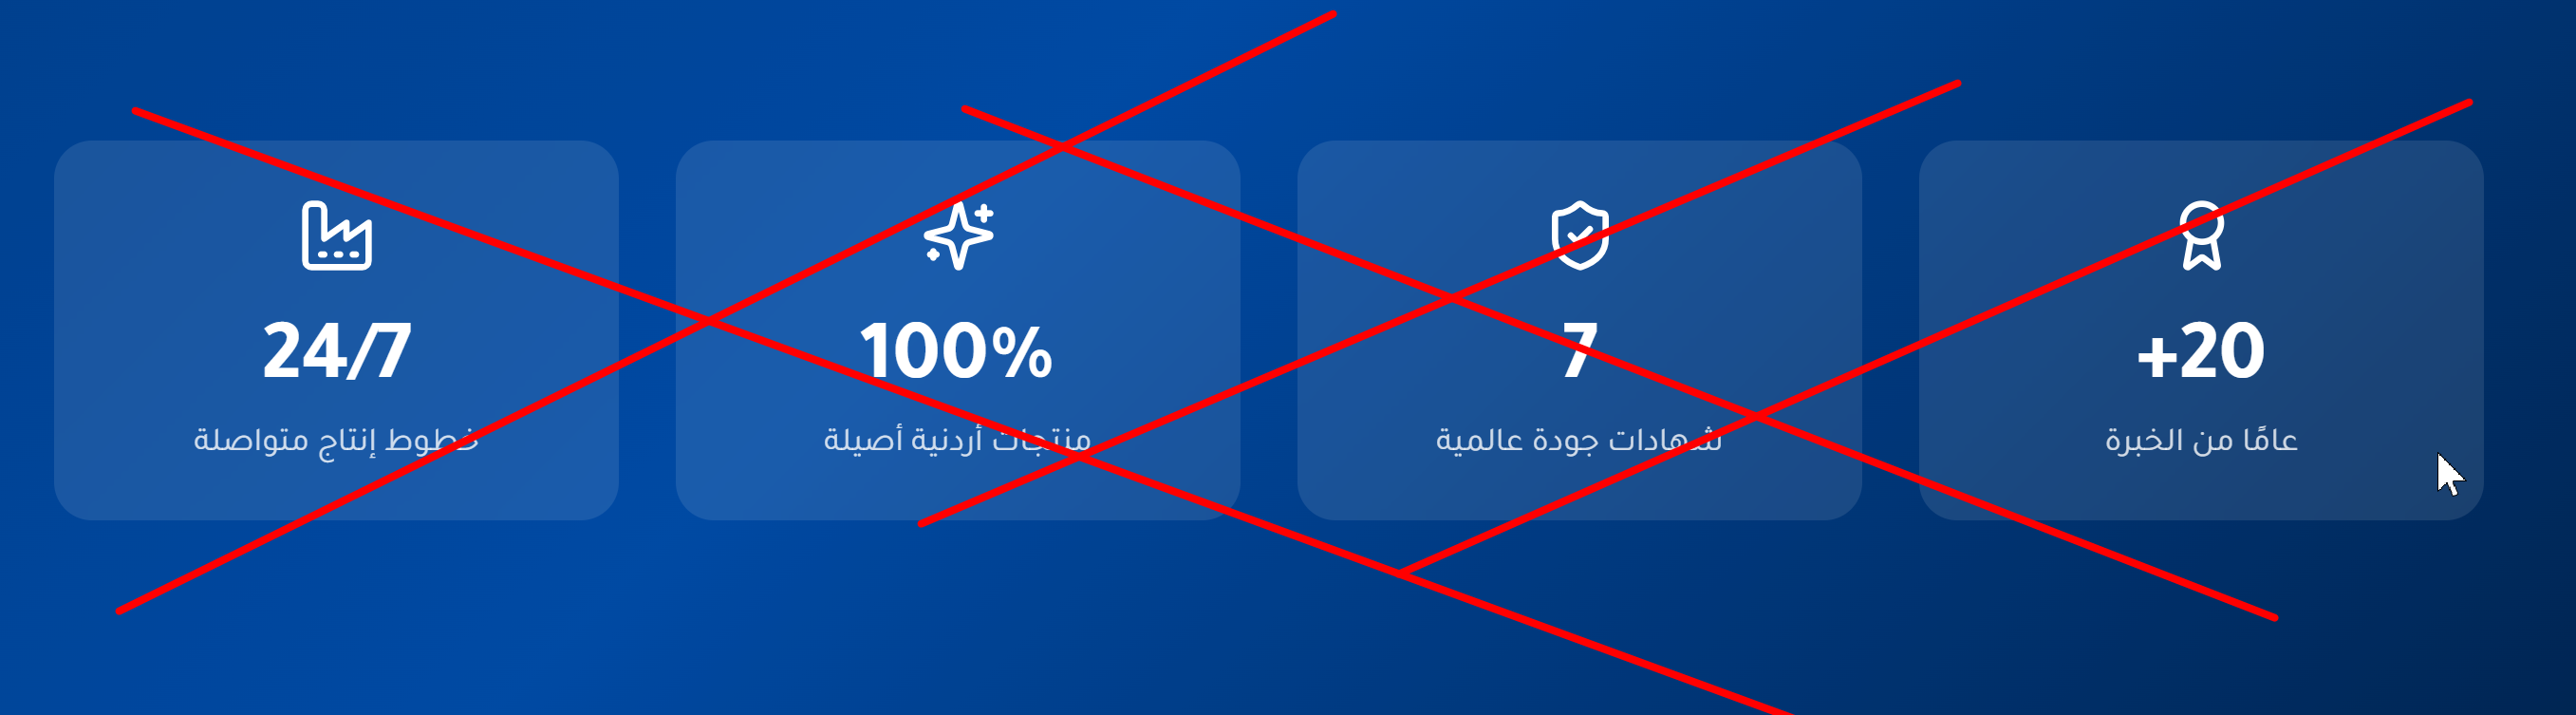 +20
عامًا من الخبرة
7
شهادات جودة عالمية
100%
منتجات أردنية أصيلة
24/7
خطوط إنتاج متواصلة